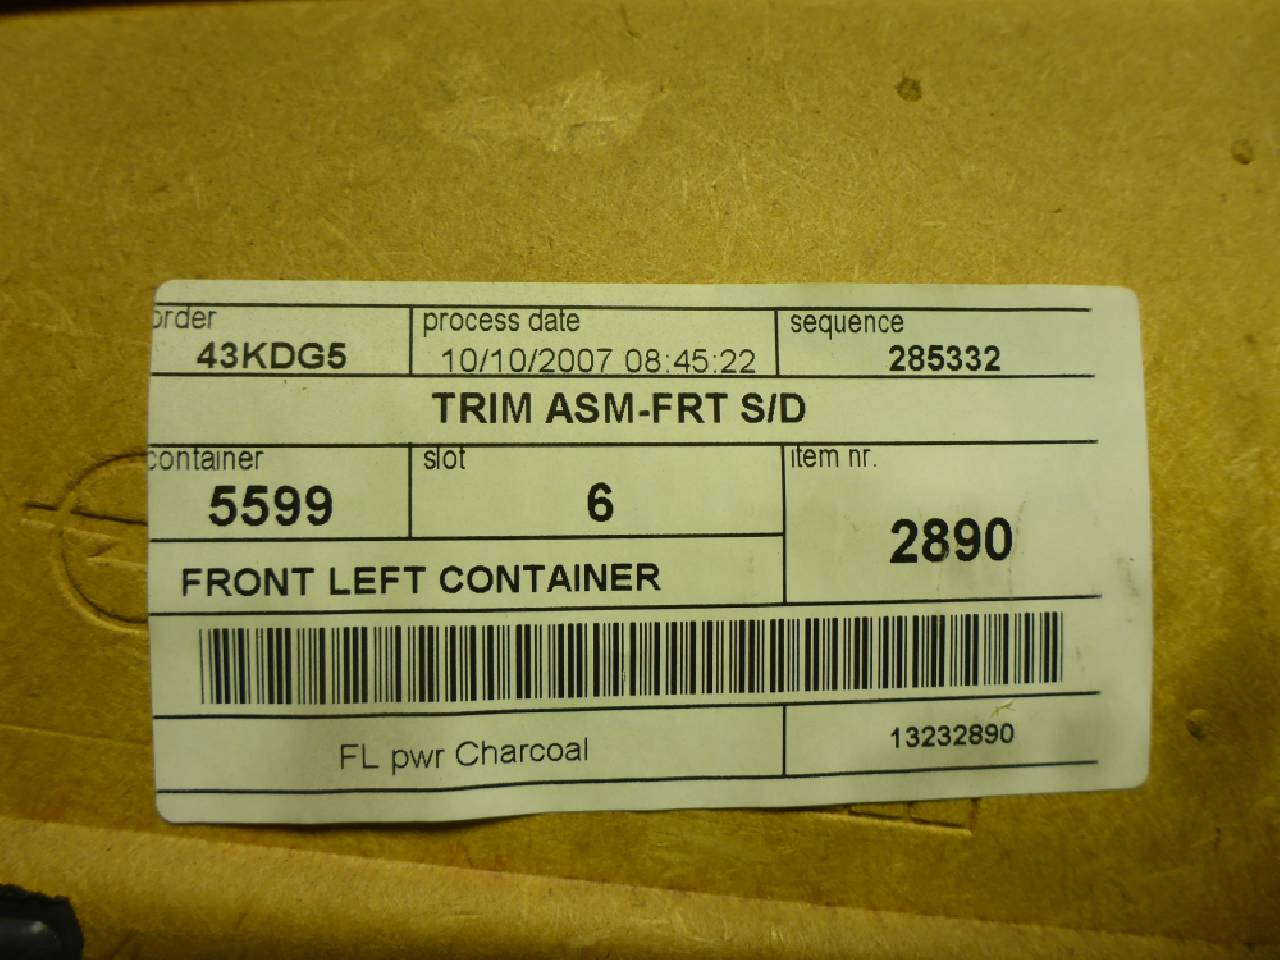 order process date sequence
43KDG5 10/10/2007 08:45:22 285332
TRIM ASM-FRT S/D
container slot item nr.
5599 6 2890
FRONT LEFT CONTAINER
FL pwr Charcoal 13232890